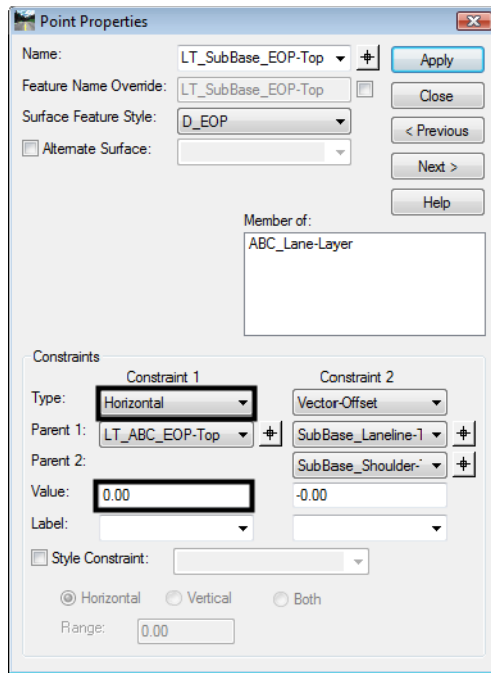 Point Properties
Name: LT_SubBase_EOP-Top Apply
Feature Name Override: LT_SubBase_EOP-Top Close
Surface Feature Style: D_EOP < Previous
Alternate Surface: Next >
Help
Member of:
ABC_Lane-Layer
Constraints
Constraint 1 Constraint 2
Type: Horizontal Vector-Offset
Parent 1: LT_ABC_EOP-Top SubBase_Laneline-T
Parent 2: SubBase_Shoulder-
Value: 0.00 -0.00
Label:
Style Constraint:
Horizontal Vertical Both
Range: 0.00